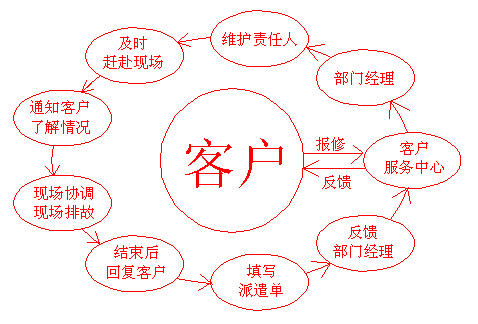 维护责任人
及时
赶赴现场
部门经理
通知客户
了解情况
客户
报修
反馈
客户
服务中心
现场协调
现场排故
反馈
部门经理
结束后
回复客户
填写
派遣单